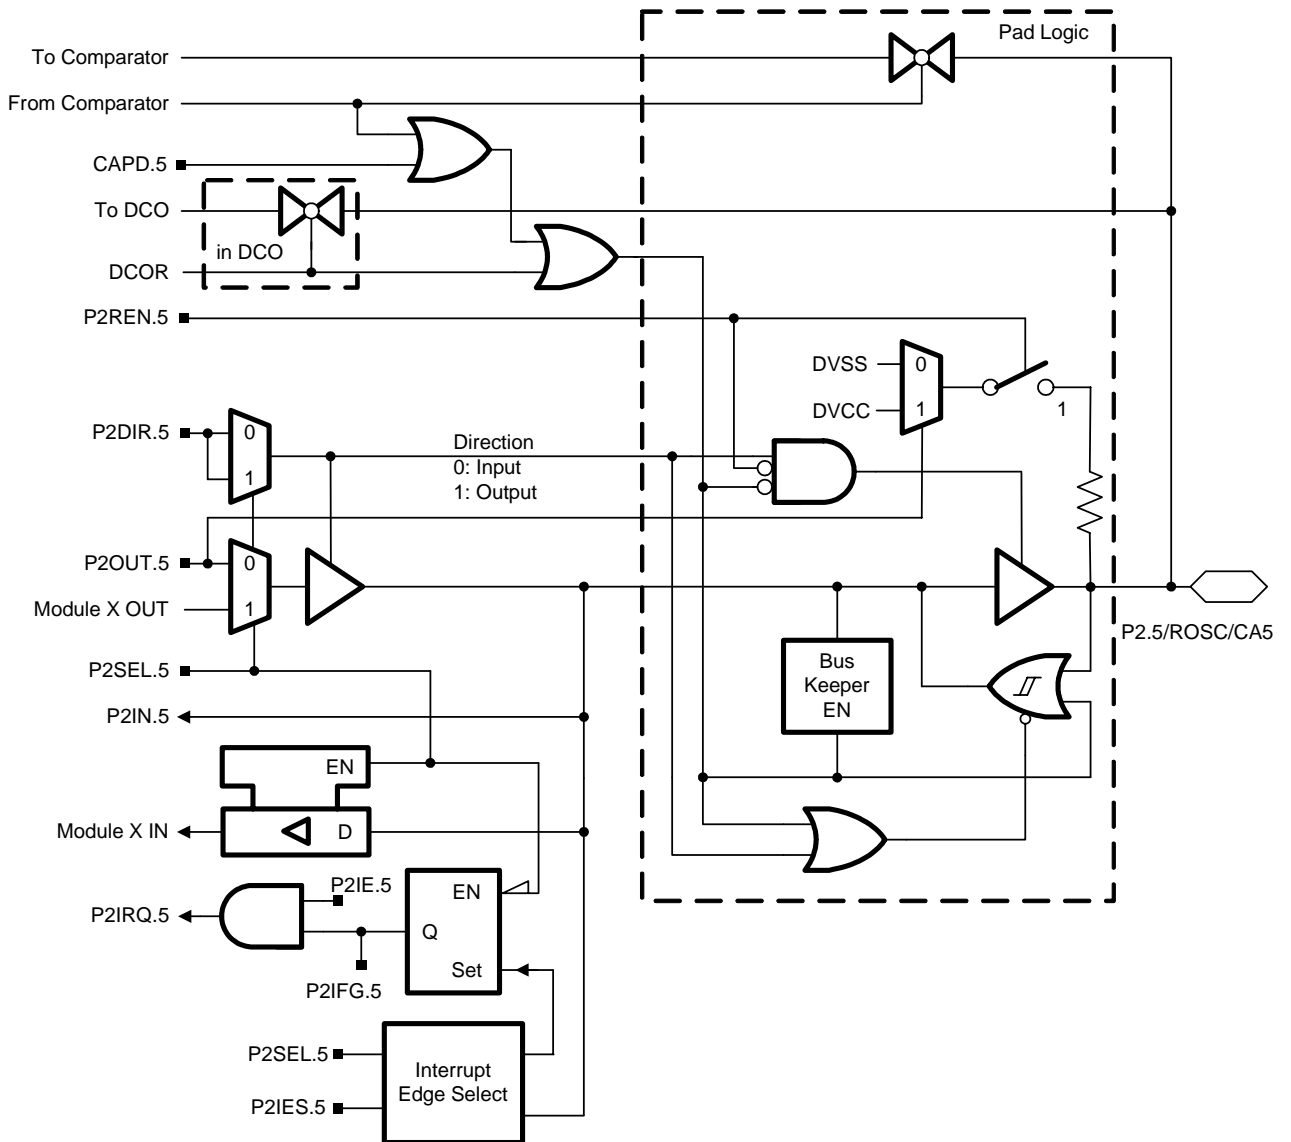 Pad Logic
To Comparator
From Comparator
CAPD.5
To DCO
in DCO
DCOR
P2REN.5
DVSS
0
DVCC
1
1
P2DIR.5
0
1
Direction
0: Input
1: Output
P2OUT.5
0
Module X OUT
1
P2.5/ROSC/CA5
P2SEL.5
Bus
Keeper
EN
P2IN.5
EN
Module X IN
D
P2IE.5
EN
P2IRQ.5
Q
Set
P2IFG.5
P2SEL.5
Interrupt
Edge Select
P2IES.5